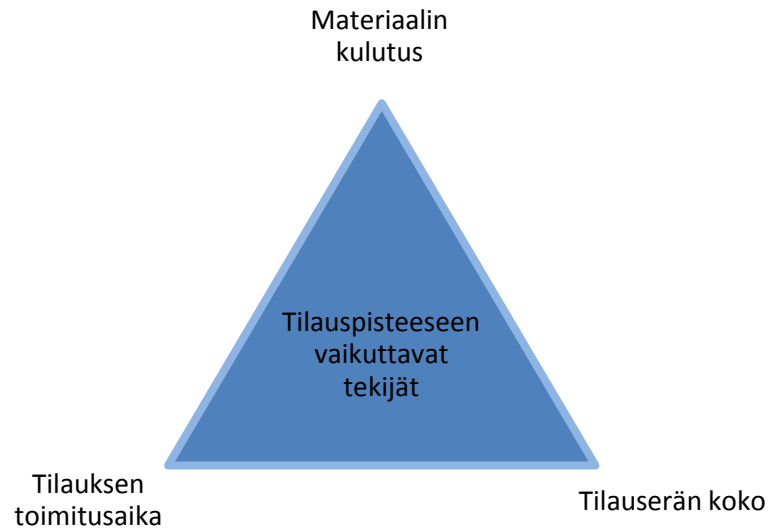 Materiaalin
kulutus
Tilauspisteeseen
vaikuttavat
tekijät
Tilauksen
toimitusaika
Tilauserän koko